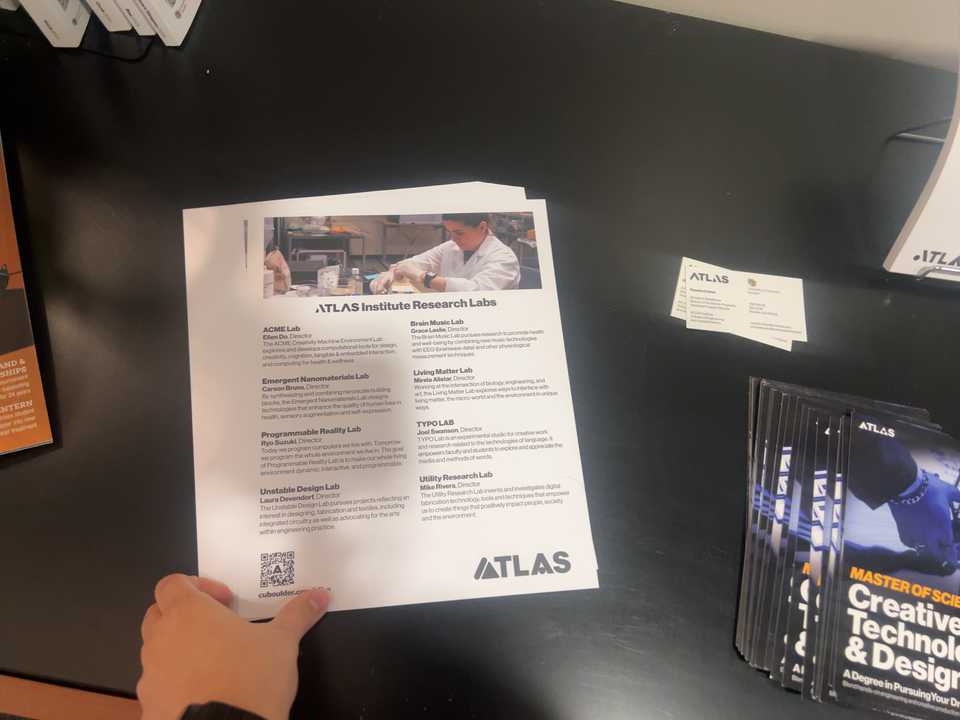 ATLAS Institute Research Labs
ACME Lab
Ellen Do, Director
The ACME Creativity Machine Environment Lab
explores and develops computational tools for design,
creativity, cognition, tangible & embedded interaction,
and computing for health & wellness.
Emergent Nanomaterials Lab
Carson Bruns, Director
By synthesizing and combining nanoscale building
blocks, the Emergent Nanomaterials Lab designs
technologies that enhance the quality of human lives in
health, sensory augmentation and self-expression.
Programmable Reality Lab
Ryo Suzuki, Director
Today we program computers we live with. Tomorrow
we program the whole environment we live in. The goal
of Programmable Reality Lab is to make our whole living
environment dynamic, interactive, and programmable.
Unstable Design Lab
Laura Devendorf, Director
The Unstable Design Lab pursues projects reflecting an
interest in designing, fabrication and textiles, including
integrated circuitry, as well as advocating for the arts
within engineering practice.
Brain Music Lab
Grace Leslie, Director
The Brain Music Lab pursues research to promote health
and well-being by combining new music technologies
with EEG (brainwave data) and other physiological
measurement techniques.
Living Matter Lab
Mirela Alistar, Director
Working at the intersection of biology, engineering, and
art, the Living Matter Lab explores ways to interface with
living matter, the micro-world and the environment in unique
ways.
TYPO LAB
Joel Swanson, Director
TYPO Lab is an experimental studio for creative work
and research related to the technologies of language. It
empowers faculty and students to explore and appreciate the
media and methods of words.
Utility Research Lab
Mike Rivera, Director
The Utility Research Lab invents and investigates digital
fabrication technology, tools and techniques that empower
us to create things that positively impact people, society
and the environment.
ATLAS
ATLAS
ATLAS
MASTER OF SCIE
Creative
Technolo
& Design
A Degree in Pursuing Your Dr
ATLA
AND &
SHIPS
NTERN